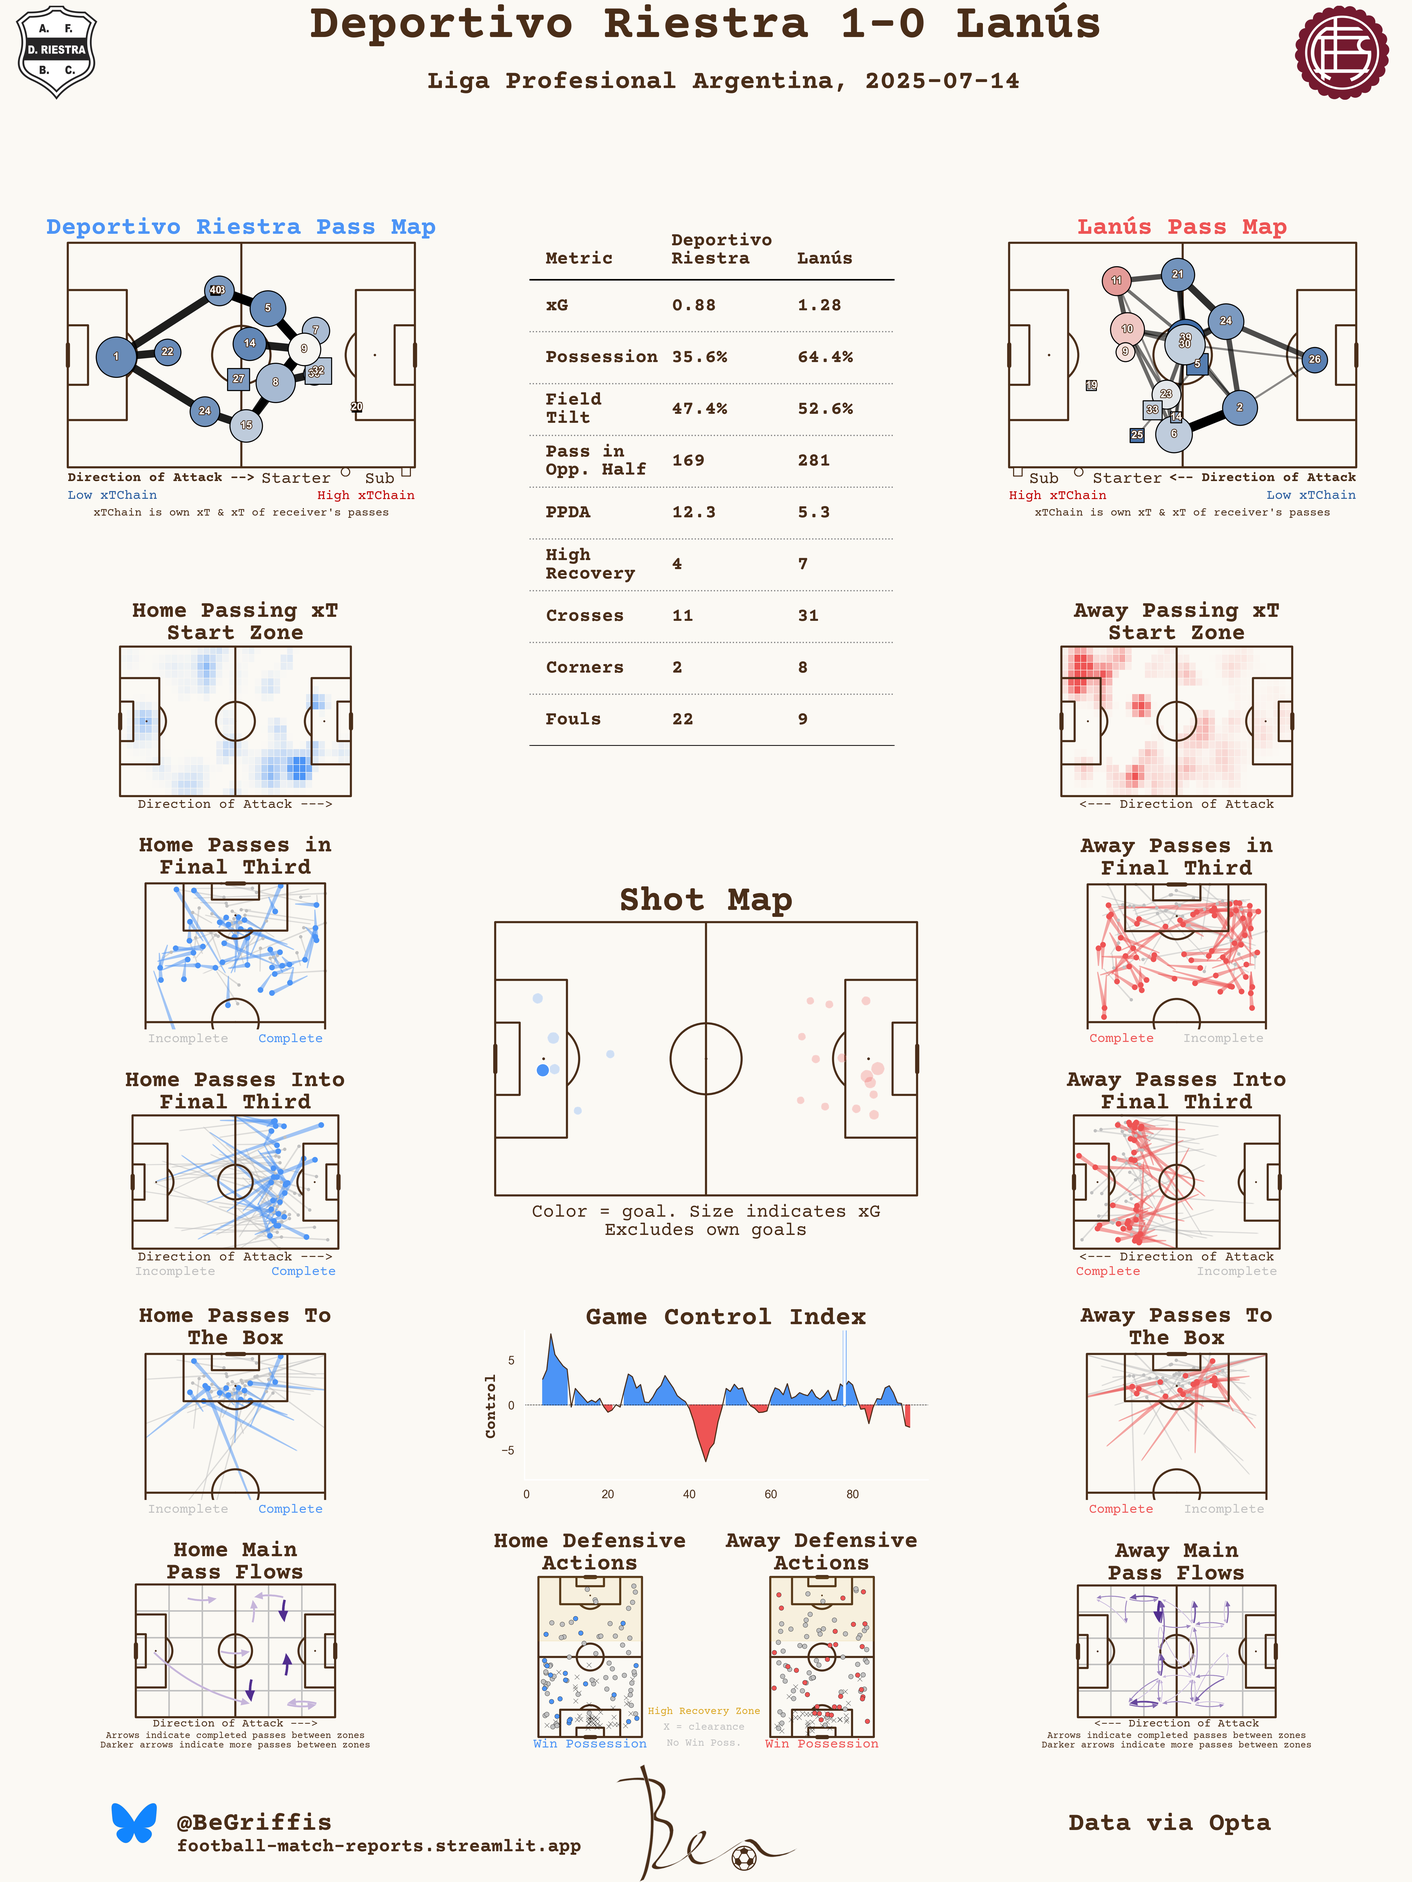 Deportivo Riestra 1-0 Lanús
Liga Profesional Argentina, 2025-07-14
A. F.
D. RIESTRA
B. C.
Deportivo Riestra Pass Map
40
5
7
14
9
1
22
32
27
8
24
15
20
Direction of Attack --> Starter Sub
Low xTChain High xTChain
xTChain is own xT & xT of receiver's passes
Metric Deportivo Riestra Lanús
xG 0.88 1.28
Possession 35.6% 64.4%
Field Tilt 47.4% 52.6%
Pass in Opp. Half 169 281
PPDA 12.3 5.3
High Recovery 4 7
Crosses 11 31
Corners 2 8
Fouls 22 9
Lanús Pass Map
11
21
10
24
39
30
9
5
26
19
23
33
14
2
25
6
Sub Starter <-- Direction of Attack
High xTChain Low xTChain
xTChain is own xT & xT of receiver's passes
Home Passing xT
Start Zone
Direction of Attack --->
Away Passing xT
Start Zone
<--- Direction of Attack
Home Passes in
Final Third
Incomplete Complete
Away Passes in
Final Third
Complete Incomplete
Shot Map
Color = goal. Size indicates xG
Excludes own goals
Home Passes Into
Final Third
Direction of Attack --->
Incomplete Complete
Away Passes Into
Final Third
<--- Direction of Attack
Complete Incomplete
Home Passes To
The Box
Incomplete Complete
Game Control Index
Control
5
0
−5
0 20 40 60 80
Away Passes To
The Box
Complete Incomplete
Home Main
Pass Flows
Direction of Attack --->
Arrows indicate completed passes between zones
Darker arrows indicate more passes between zones
Home Defensive
Actions
Win Possession
High Recovery Zone
X = clearance
No Win Poss.
Away Defensive
Actions
Win Possession
Away Main
Pass Flows
<--- Direction of Attack
Arrows indicate completed passes between zones
Darker arrows indicate more passes between zones
@BeGriffis
football-match-reports.streamlit.app
Ben
Data via Opta